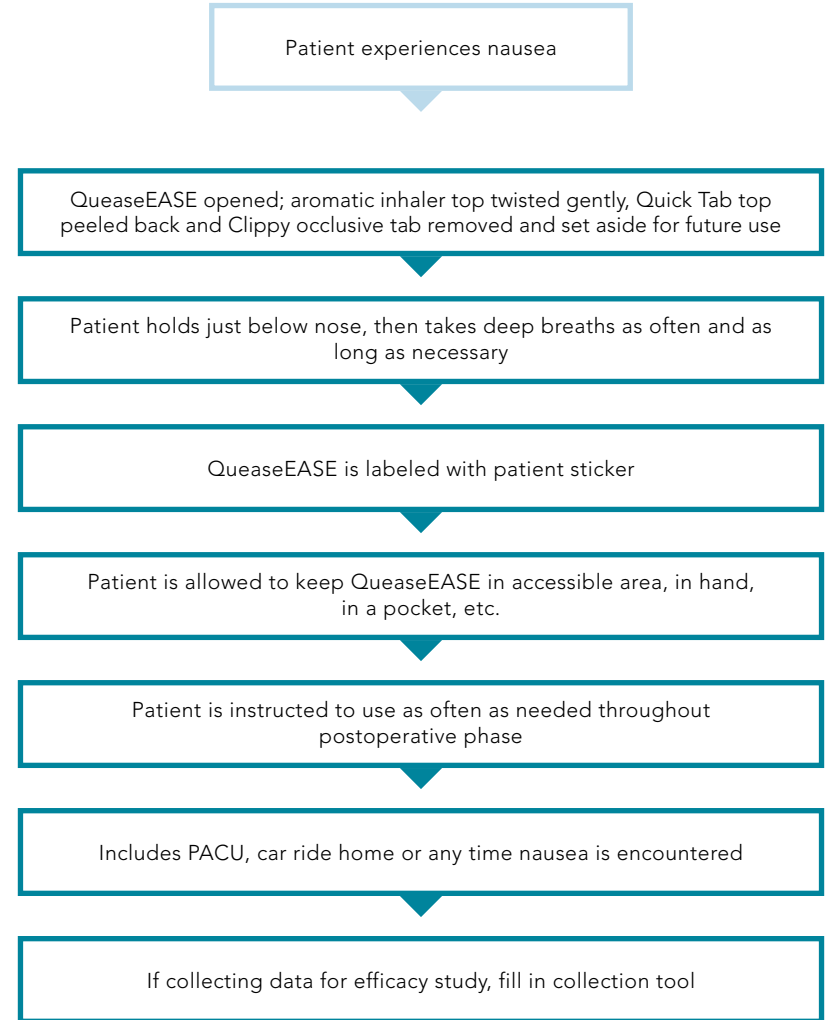 Patient experiences nausea
QueaseEASE opened; aromatic inhaler top twisted gently, Quick Tab top
peeled back and Clippy occlusive tab removed and set aside for future use
Patient holds just below nose, then takes deep breaths as often and as
long as necessary
QueaseEASE is labeled with patient sticker
Patient is allowed to keep QueaseEASE in accessible area, in hand,
in a pocket, etc.
Patient is instructed to use as often as needed throughout
postoperative phase
Includes PACU, car ride home or any time nausea is encountered
If collecting data for efficacy study, fill in collection tool